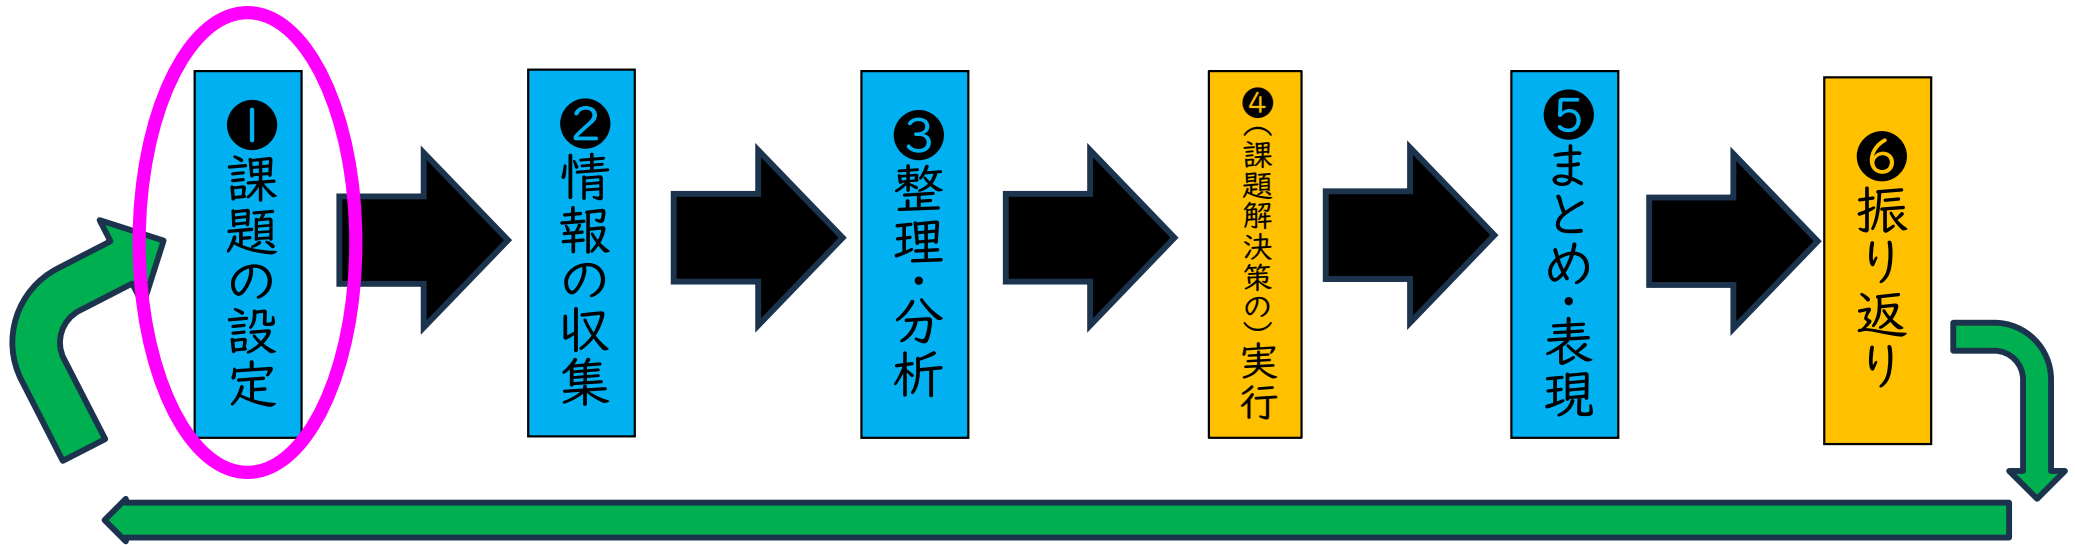 ❶課題の設定
❷情報の収集
❸整理・分析
❹(課題解決策の)実行
❺まとめ・表現
❻振り返り